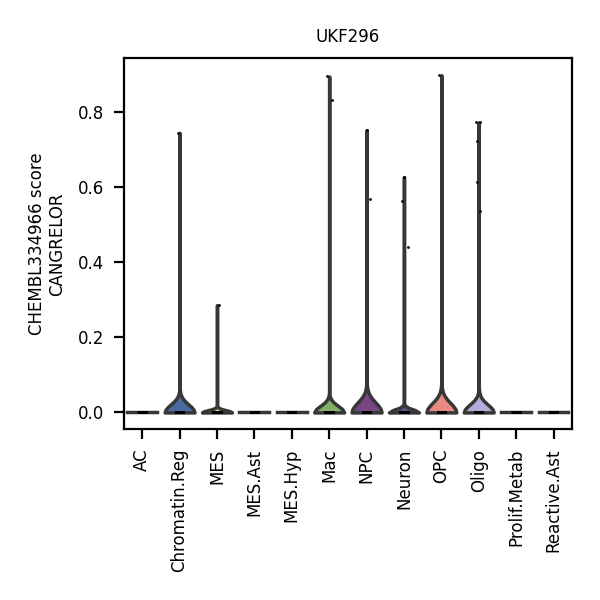 UKF296
CHEMBL334966 score
CANGRELOR
0.8
0.6
0.4
0.2
0.0
AC
Chromatin.Reg
MES
MES.Ast
MES.Hyp
Mac
NPC
Neuron
OPC
Oligo
Prolif.Metab
Reactive.Ast